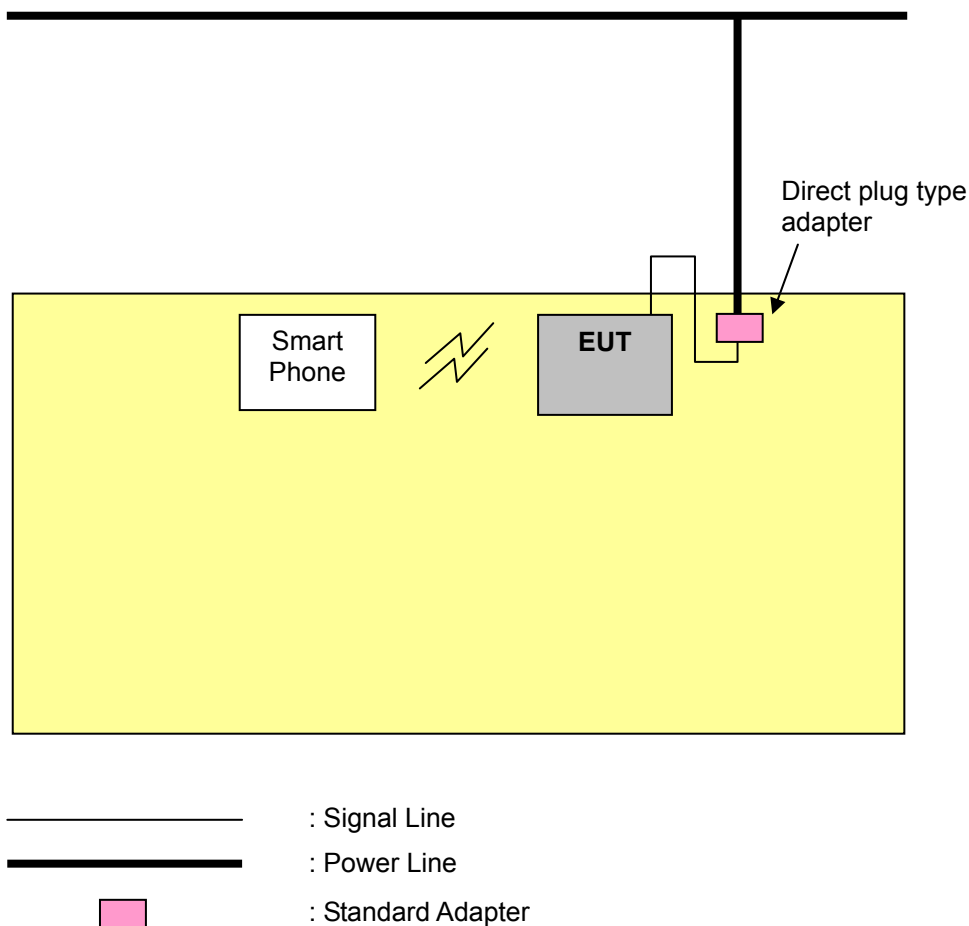 Direct plug type
adapter
Smart
Phone
EUT
: Signal Line
: Power Line
: Standard Adapter